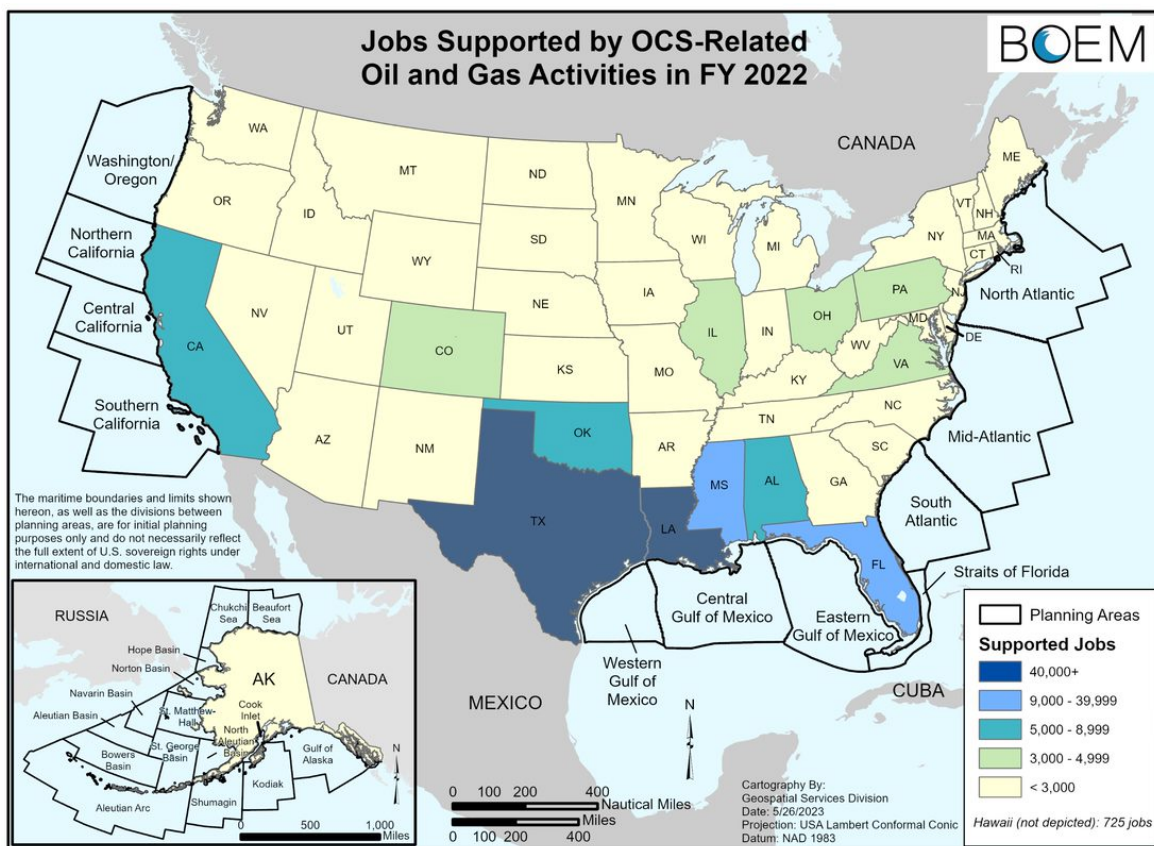 Jobs Supported by OCS-Related
Oil and Gas Activities in FY 2022
BOEM
CANADA
WA
MT
ND
MN
ME
Washington/
Oregon
OR
ID
SD
WI
MI
NY
VT
NH
MA
CT
RI
Northern
California
WY
IA
PA
NJ
North Atlantic
NE
Central
California
CA
NV
UT
CO
IL
IN
OH
WV
MD
DE
VA
KS
MO
KY
Southern
California
AZ
NM
OK
AR
TN
NC
SC
Mid-Atlantic
TX
LA
MS
AL
GA
South
Atlantic
FL
Straits of Florida
Western
Gulf of
Mexico
Central
Gulf of Mexico
Eastern
Gulf of Mexico
MEXICO
CUBA
N
The maritime boundaries and limits shown
hereon, as well as the divisions between
planning areas, are for initial planning
purposes only and do not necessarily reflect
the full extent of U.S. sovereign rights under
international and domestic law.
RUSSIA
Chukchi
Sea
Beaufort
Sea
Hope Basin
Norton Basin
Navarin Basin
Aleutian Basin
St. Matthew-
Hall
AK
CANADA
Cook
Inlet
North
Aleutian
Basin
St. George
Basin
Bowers
Basin
Gulf of
Alaska
Kodiak
Shumagin
Aleutian Arc
N
0 500 1,000
Miles
0 100 200 400
Nautical Miles
0 100 200 400
Miles
Cartography By:
Geospatial Services Division
Date: 5/26/2023
Projection: USA Lambert Conformal Conic
Datum: NAD 1983
Planning Areas
Supported Jobs
40,000+
9,000 - 39,999
5,000 - 8,999
3,000 - 4,999
< 3,000
Hawaii (not depicted): 725 jobs